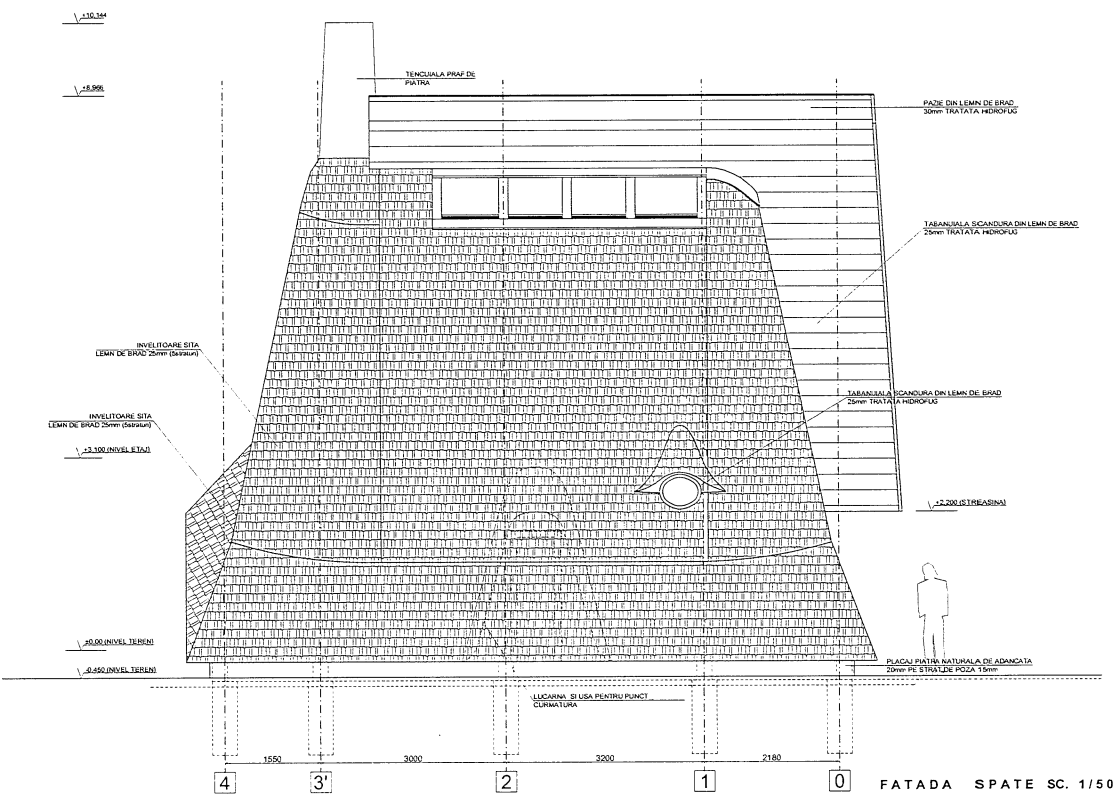 +10,144
TENCUIALA PRAF DE
PIATRA
+8,966
PAZIE DIN LEMN DE BRAD
30mm TRATATA HIDROFUG
TABANUIALA SCANDURA DIN LEMN DE BRAD
25mm TRATATA HIDROFUG
INVELITOARE SITA
LEMN DE BRAD 25mm (5straturi)
TABANUIALA SCANDURA DIN LEMN DE BRAD
25mm TRATATA HIDROFUG
INVELITOARE SITA
LEMN DE BRAD 25mm (5straturi)
+3,100 (NIVEL ETAJ)
+2,200 (STREASINA)
±0,00 (NIVEL TEREN)
-0,450 (NIVEL TEREN)
PLACAJ PIATRA NATURALA DE ADANCATA
20mm PE STRAT DE POZA 15mm
LUCARNA SI USA PENTRU PUNCT
CURMATURA
1550 3000 3200 2180
4 3' 2 1 0
FATADA SPATE SC. 1/50